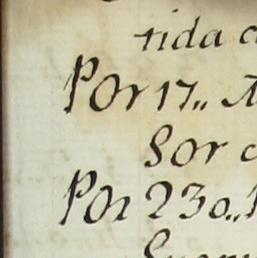 tida
Por 17,, A
Sor
Por 230,,